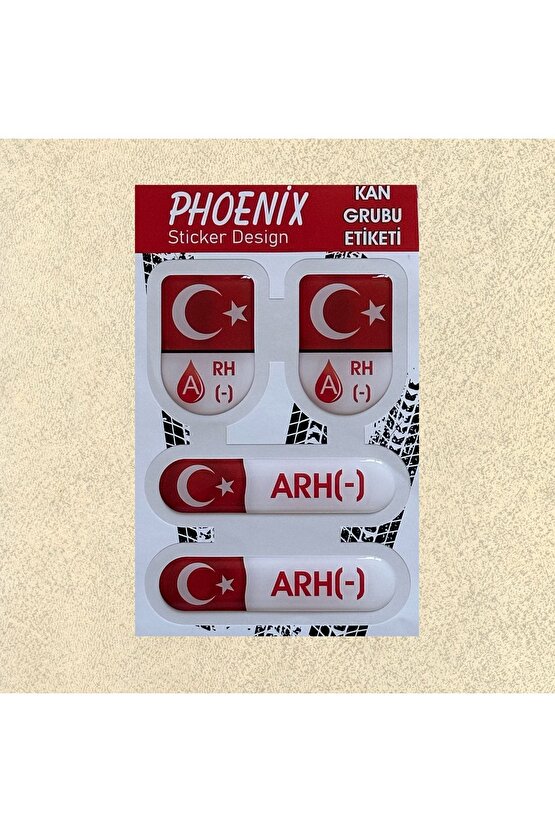 PHOENİX
Sticker Design
KAN
GRUBU
ETİKETİ
A RH
(-)
A RH
(-)
ARH(-)
ARH(-)